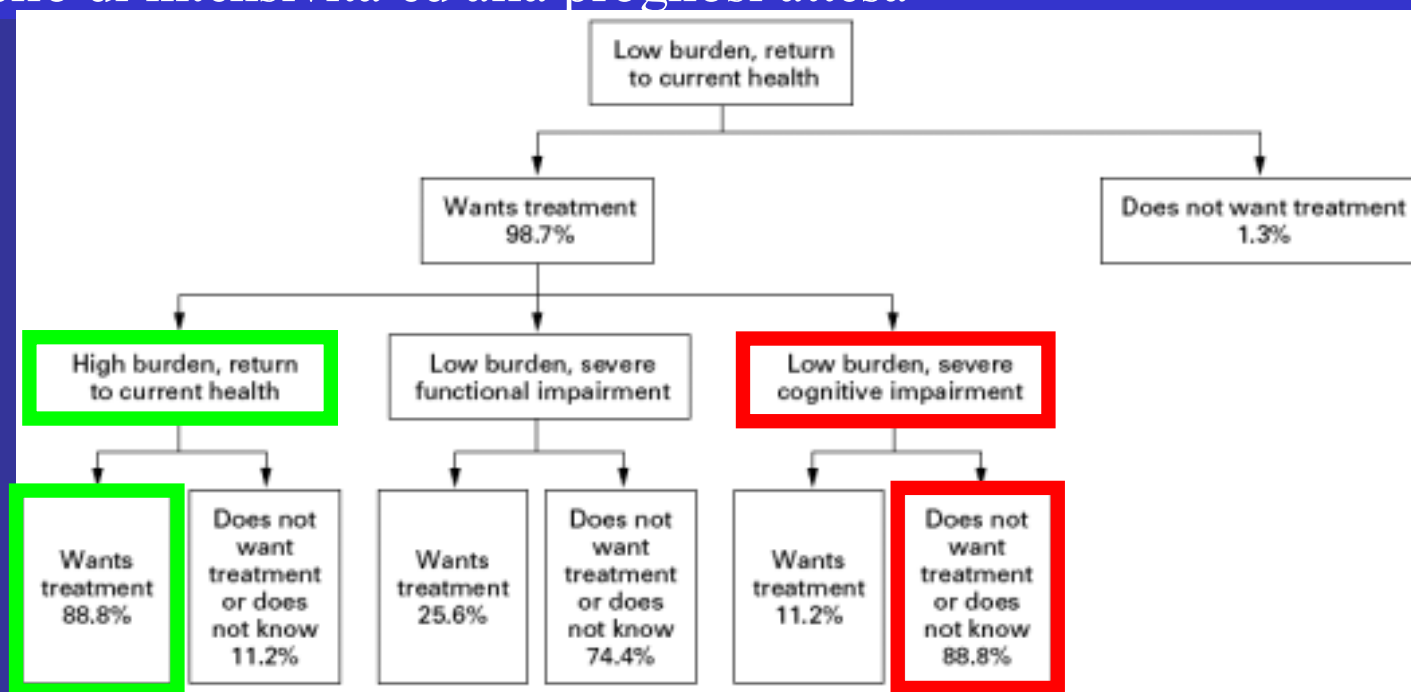 Low burden, return
to current health
Wants treatment
98.7%
Does not want treatment
1.3%
High burden, return
to current health
Low burden, severe
functional impairment
Low burden, severe
cognitive impairment
Wants
treatment
88.8%
Does not
want
treatment
or does
not know
11.2%
Wants
treatment
25.6%
Does not
want
treatment
or does
not know
74.4%
Wants
treatment
11.2%
Does not
want
treatment
or does
not know
88.8%